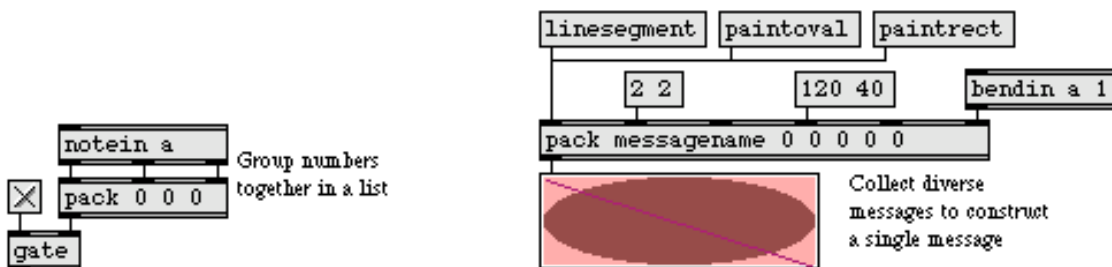 linesegment
paintoval
paintrect
2 2
120 40
bendin a 1
pack messagename 0 0 0 0 0
Collect diverse
messages to construct
a single message
notein a
Group numbers
together in a list
pack 0 0 0
gate